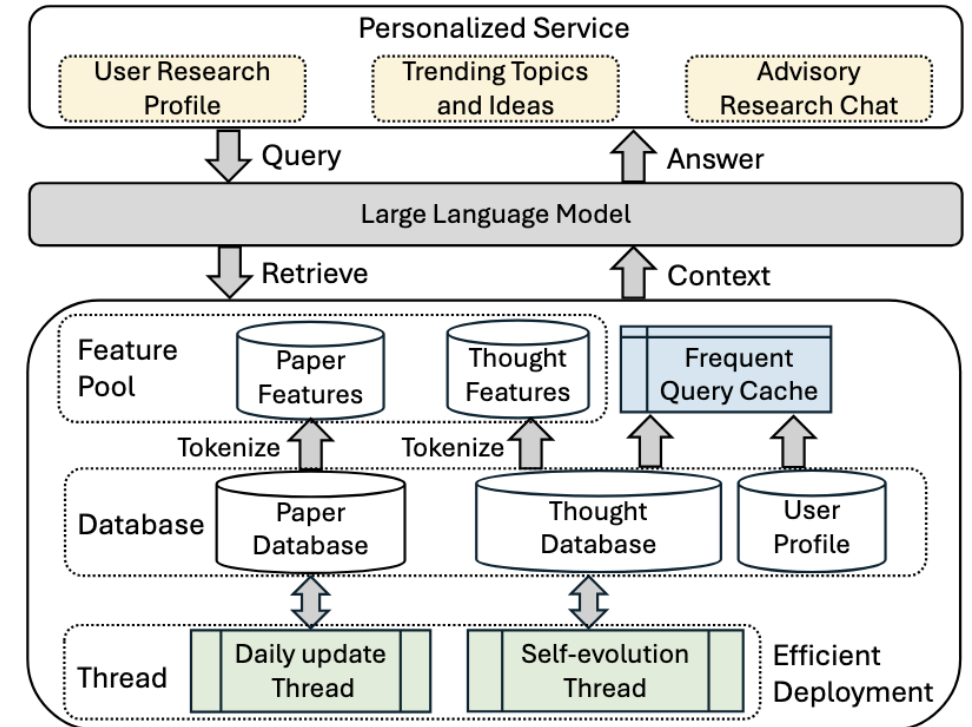 Personalized Service
User Research
Profile
Trending Topics
and Ideas
Advisory
Research Chat
Query
Answer
Large Language Model
Retrieve
Context
Feature
Pool
Paper
Features
Thought
Features
Frequent
Query Cache
Tokenize
Tokenize
Database
Paper
Database
Thought
Database
User
Profile
Thread
Daily update
Thread
Self-evolution
Thread
Efficient
Deployment